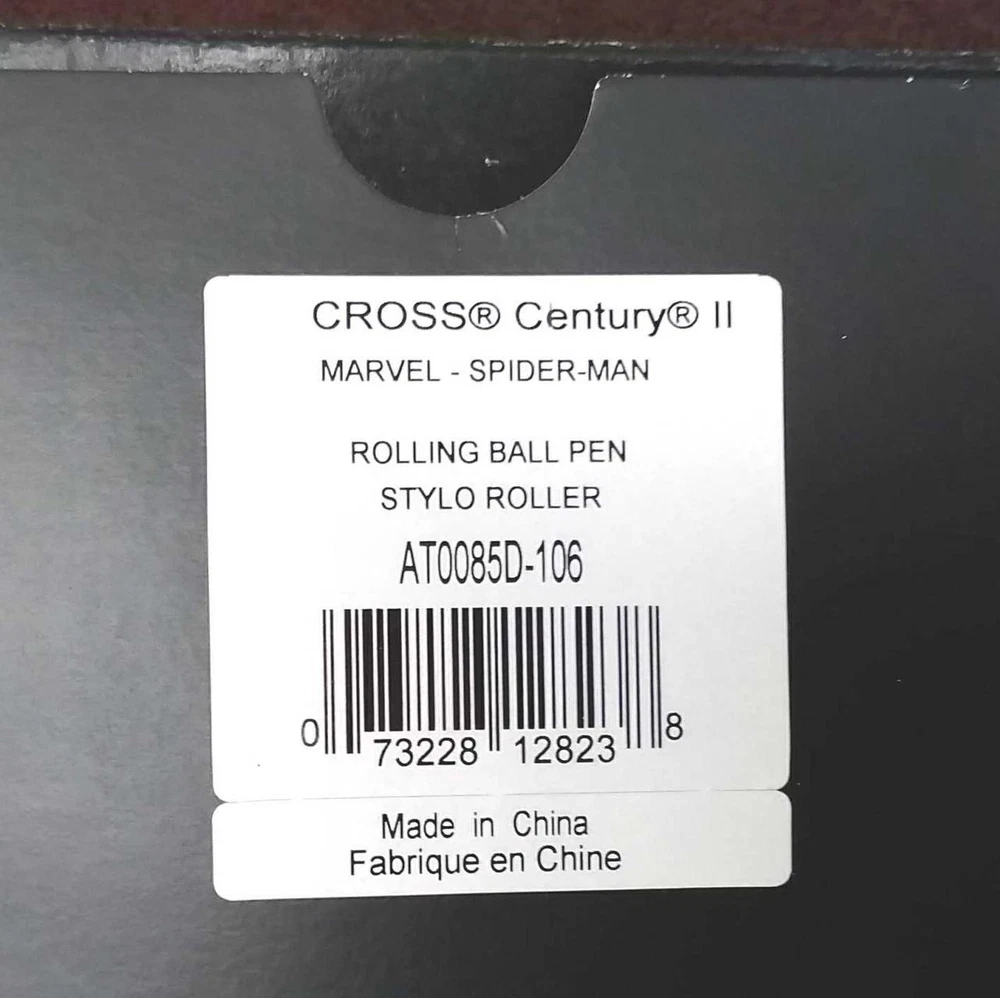 CROSS® Century® II
MARVEL - SPIDER-MAN
ROLLING BALL PEN
STYLO ROLLER
AT0085D-106
0 73228 12823 8
Made in China
Fabrique en Chine